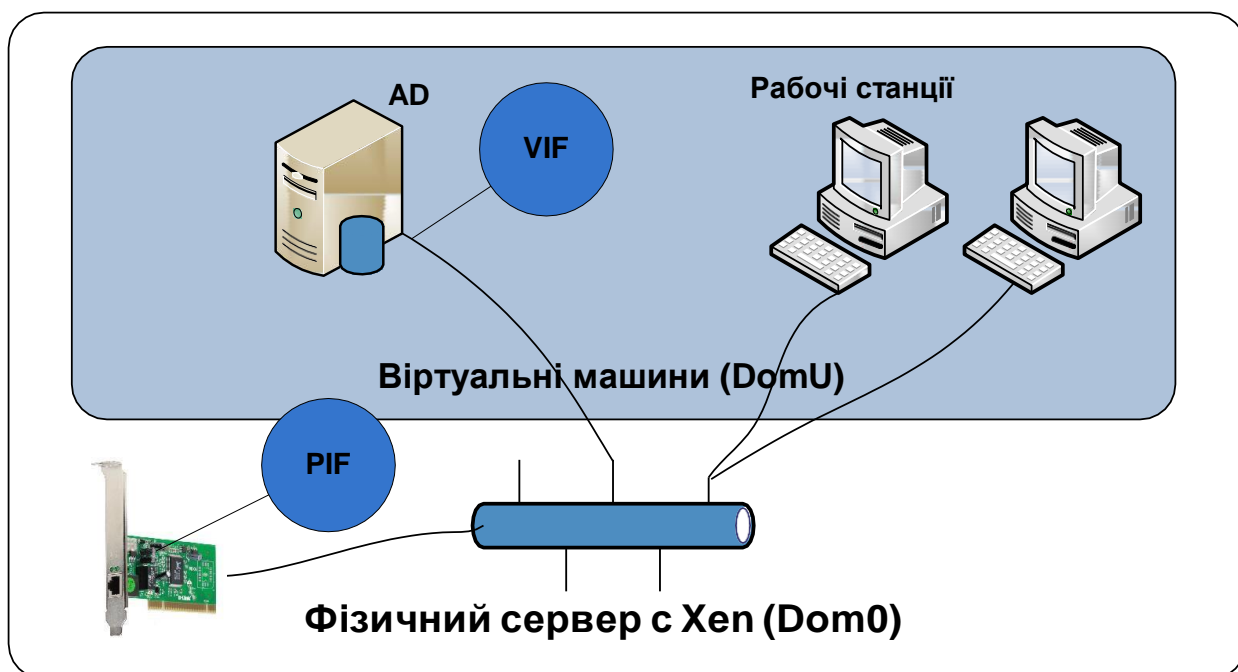 AD
VIF
Рабочі станції
Віртуальні машини (DomU)
PIF
Фізичний сервер с Xen (Dom0)